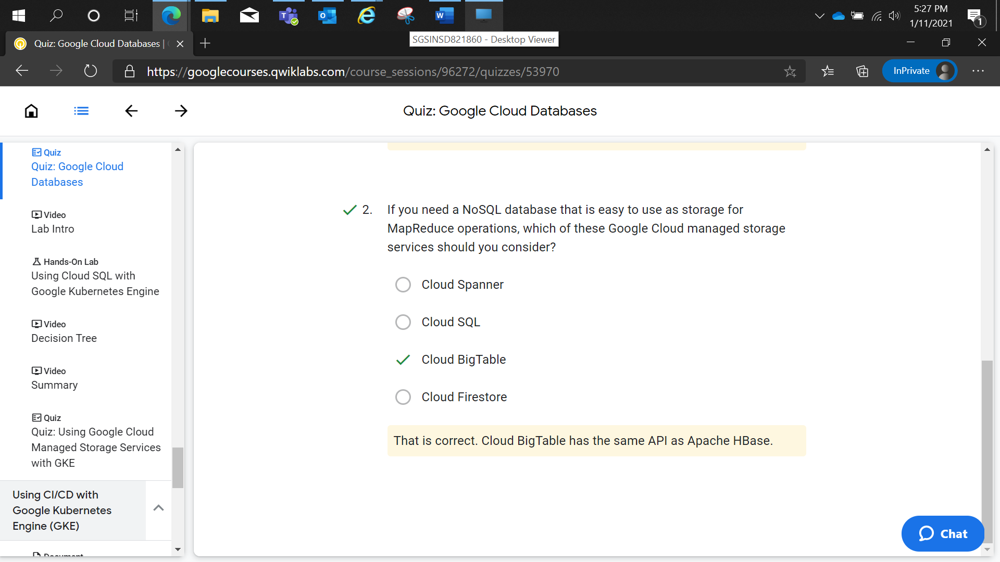 5:27 PM
1/11/2021
1
Quiz: Google Cloud Databases |
SGSINSD821860 - Desktop Viewer
https://googlecourses.qwiklabs.com/course_sessions/96272/quizzes/53970
InPrivate
Quiz: Google Cloud Databases
Quiz
Quiz: Google Cloud
Databases
Video
Lab Intro
Hands-On Lab
Using Cloud SQL with
Google Kubernetes Engine
Video
Decision Tree
Video
Summary
Quiz
Quiz: Using Google Cloud
Managed Storage Services
with GKE
Using CI/CD with
Google Kubernetes
Engine (GKE)
Document
2. If you need a NoSQL database that is easy to use as storage for
MapReduce operations, which of these Google Cloud managed storage
services should you consider?
Cloud Spanner
Cloud SQL
Cloud BigTable
Cloud Firestore
That is correct. Cloud BigTable has the same API as Apache HBase.
Chat